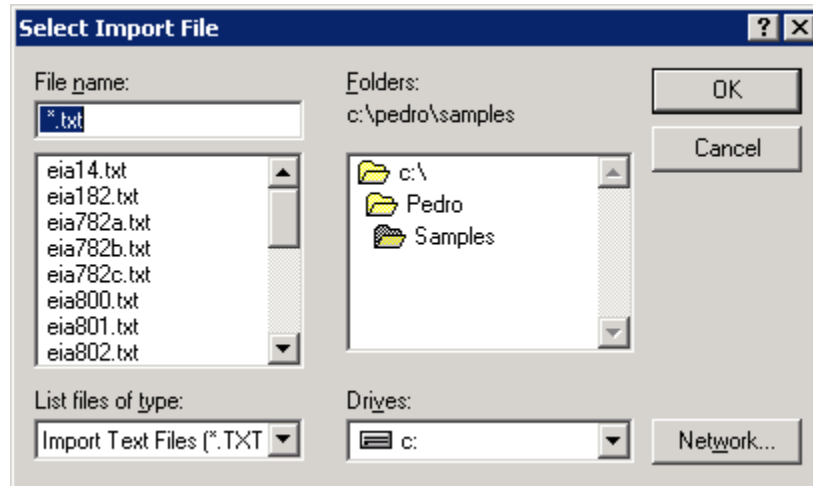 Select Import File
File name:
*.txt
eia14.txt
eia182.txt
eia782a.txt
eia782b.txt
eia782c.txt
eia800.txt
eia801.txt
eia802.txt
List files of type:
Import Text Files (*.TXT
Folders:
c:\pedro\samples
c:\
Pedro
Samples
Drives:
c:
OK
Cancel
Network...